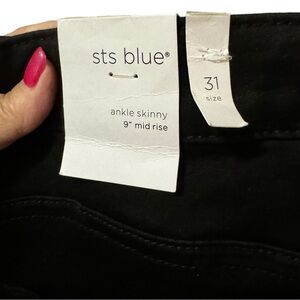 sts blue®
ankle skinny
9" mid rise
31
size